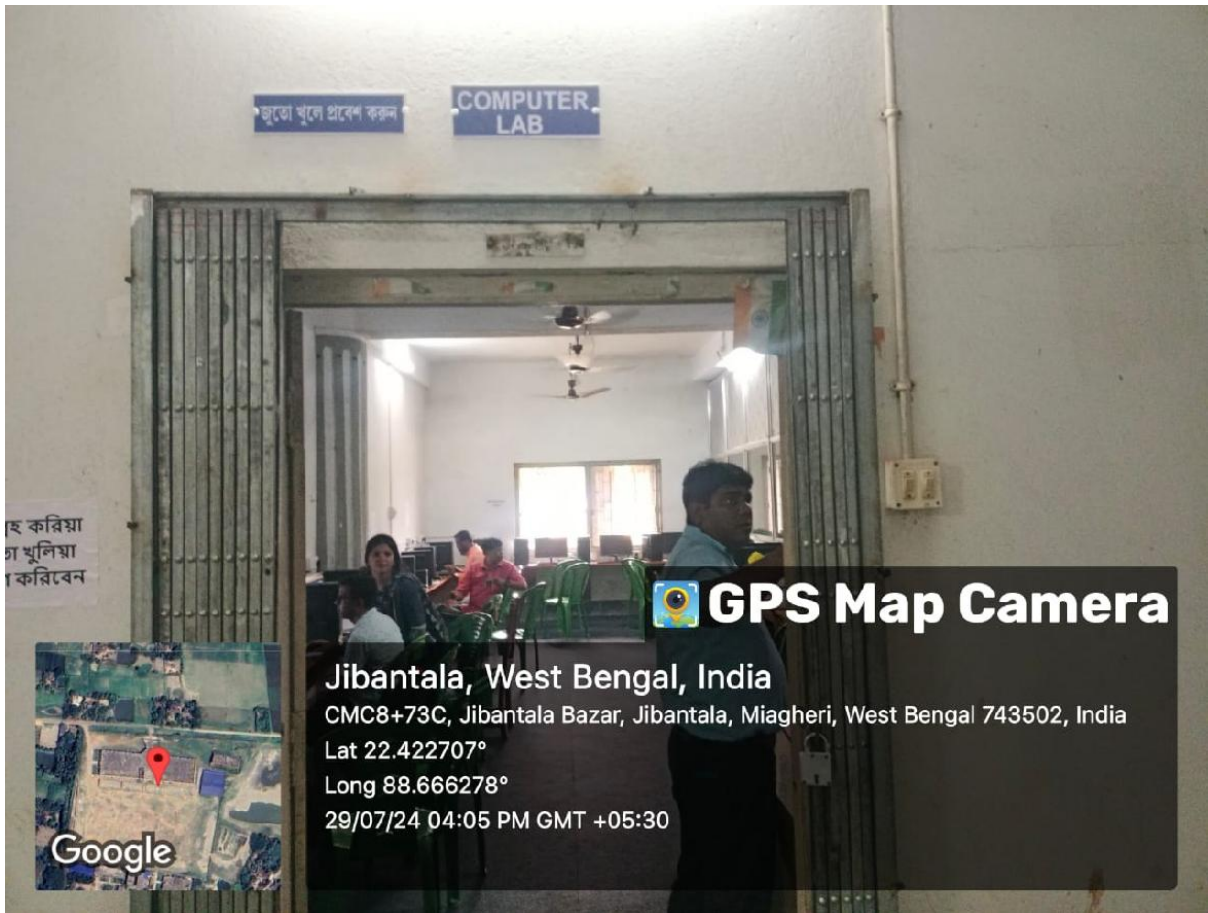 জুতো খুলে প্রবেশ করুন
COMPUTER
LAB
হ করিয়া
তা খুলিয়া
করিবেন
GPS Map Camera
Jibantala, West Bengal, India
CMC8+73C, Jibantala Bazar, Jibantala, Miagheri, West Bengal 743502, India
Lat 22.422707°
Long 88.666278°
29/07/24 04:05 PM GMT +05:30
Google